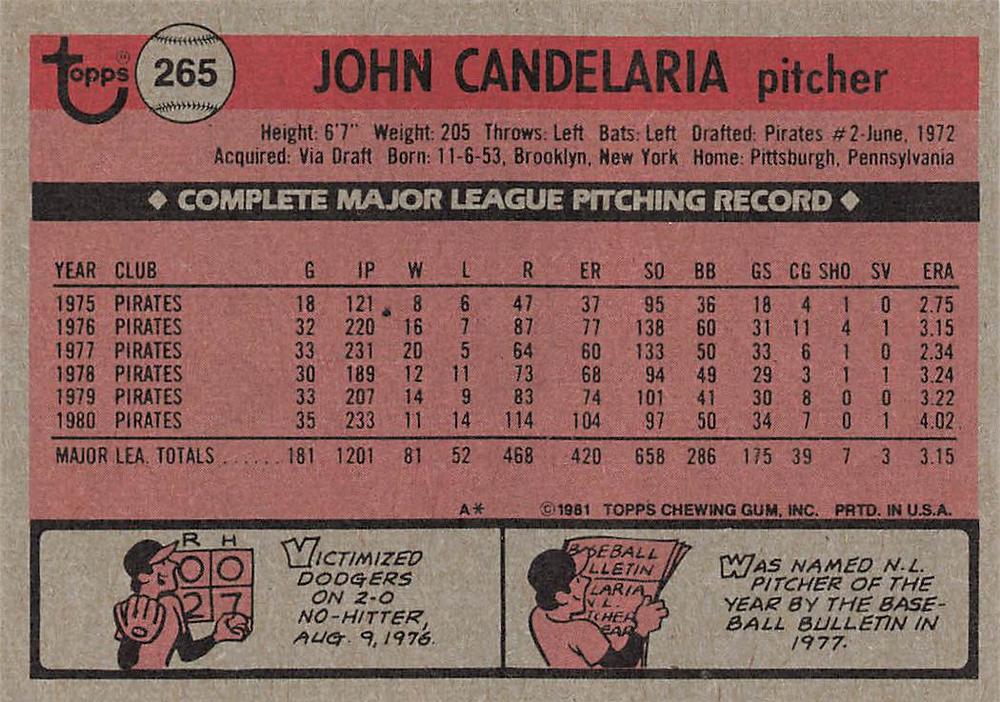 Topps® 265 JOHN CANDELARIA pitcher
Height: 6'7" Weight: 205 Throws: Left Bats: Left Drafted: Pirates #2-June, 1972
Acquired: Via Draft Born: 11-6-53, Brooklyn, New York Home: Pittsburgh, Pennsylvania
◆ COMPLETE MAJOR LEAGUE PITCHING RECORD ◆
YEAR CLUB G IP W L R ER SO BB GS CG SHO SV ERA
1975 PIRATES 18 121 8 6 47 37 95 36 18 4 1 0 2.75
1976 PIRATES 32 220 16 7 87 77 138 60 31 11 4 1 3.15
1977 PIRATES 33 231 20 5 64 60 133 50 33 6 1 0 2.34
1978 PIRATES 30 189 12 11 73 68 94 49 29 3 1 1 3.24
1979 PIRATES 33 207 14 9 83 74 101 41 30 8 0 0 3.22
1980 PIRATES 35 233 11 14 114 104 97 50 34 7 0 1 4.02
MAJOR LEA. TOTALS ...... 181 1201 81 52 468 420 658 286 175 39 7 3 3.15
A* ©1981 TOPPS CHEWING GUM, INC. PRTD. IN U.S.A.
R H
0 0
2 7
VICTIMIZED
DODGERS
ON 2-0
NO-HITTER,
AUG. 9, 1976.
BASEBALL
LLETIN
LARIA
N.L.
TCHER
EAR
WAS NAMED N.L.
PITCHER OF THE
YEAR BY THE BASE-
BALL BULLETIN IN
1977.